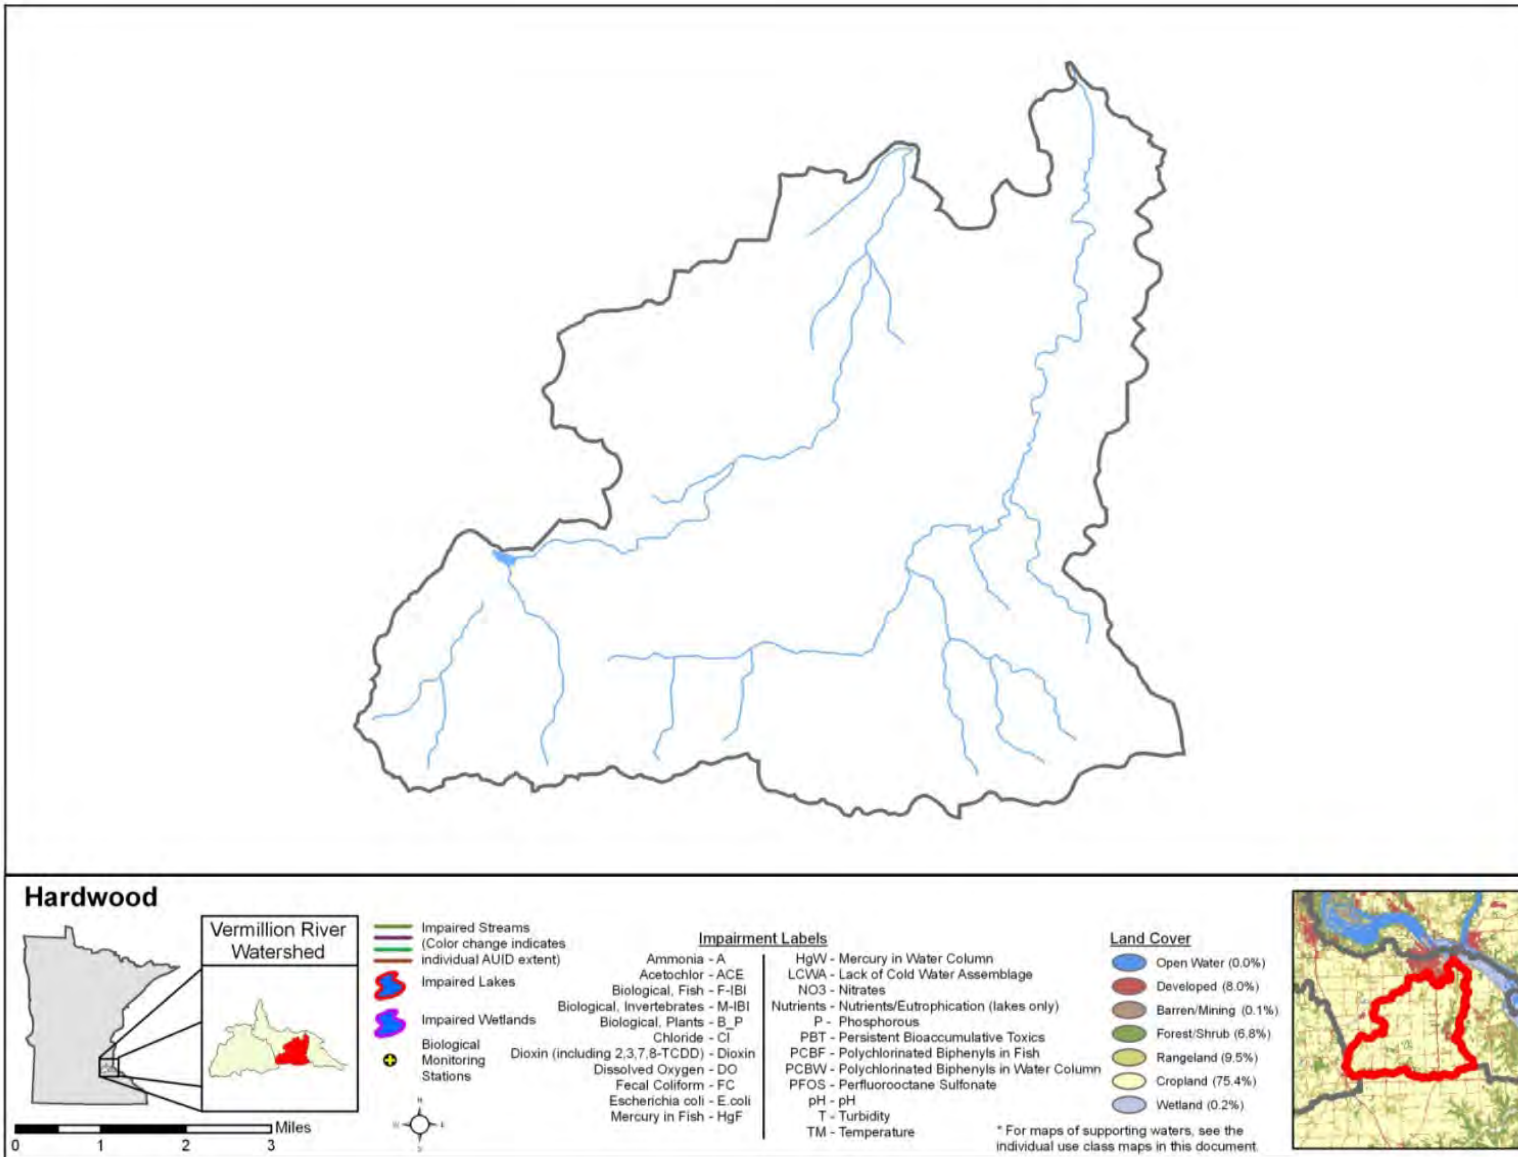 Hardwood
Vermillion River
Watershed
Impaired Streams
(Color change indicates
individual AUID extent)
Impaired Lakes
Impaired Wetlands
Biological
Monitoring
Stations
0 1 2 3 Miles
Impairment Labels
Ammonia - A
Acetochlor - ACE
Biological, Fish - F-IBI
Biological, Invertebrates - M-IBI
Biological, Plants - B_P
Chloride - Cl
Dioxin (including 2,3,7,8-TCDD) - Dioxin
Dissolved Oxygen - DO
Fecal Coliform - FC
Escherichia coli - E.coli
Mercury in Fish - HgF
HgW - Mercury in Water Column
LCWA - Lack of Cold Water Assemblage
NO3 - Nitrates
Nutrients - Nutrients/Eutrophication (lakes only)
P - Phosphorous
PBT - Persistent Bioaccumulative Toxics
PCBF - Polychlorinated Biphenyls in Fish
PCBW - Polychlorinated Biphenyls in Water Column
PFOS - Perfluorooctane Sulfonate
pH - pH
T - Turbidity
TM - Temperature
Land Cover
Open Water (0.0%)
Developed (8.0%)
Barren/Mining (0.1%)
Forest/Shrub (6.8%)
Rangeland (9.5%)
Cropland (75.4%)
Wetland (0.2%)
* For maps of supporting waters, see the
individual use class maps in this document.